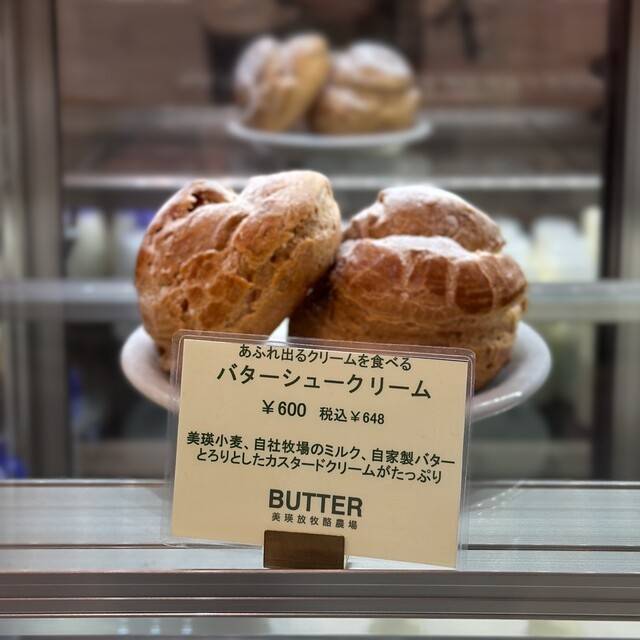 あふれ出るクリームを食べる
バターシュークリーム
￥600 税込￥648
美瑛小麦、自社牧場のミルク、自家製バター
とろりとしたカスタードクリームがたっぷり
BUTTER
美瑛放牧酪農場